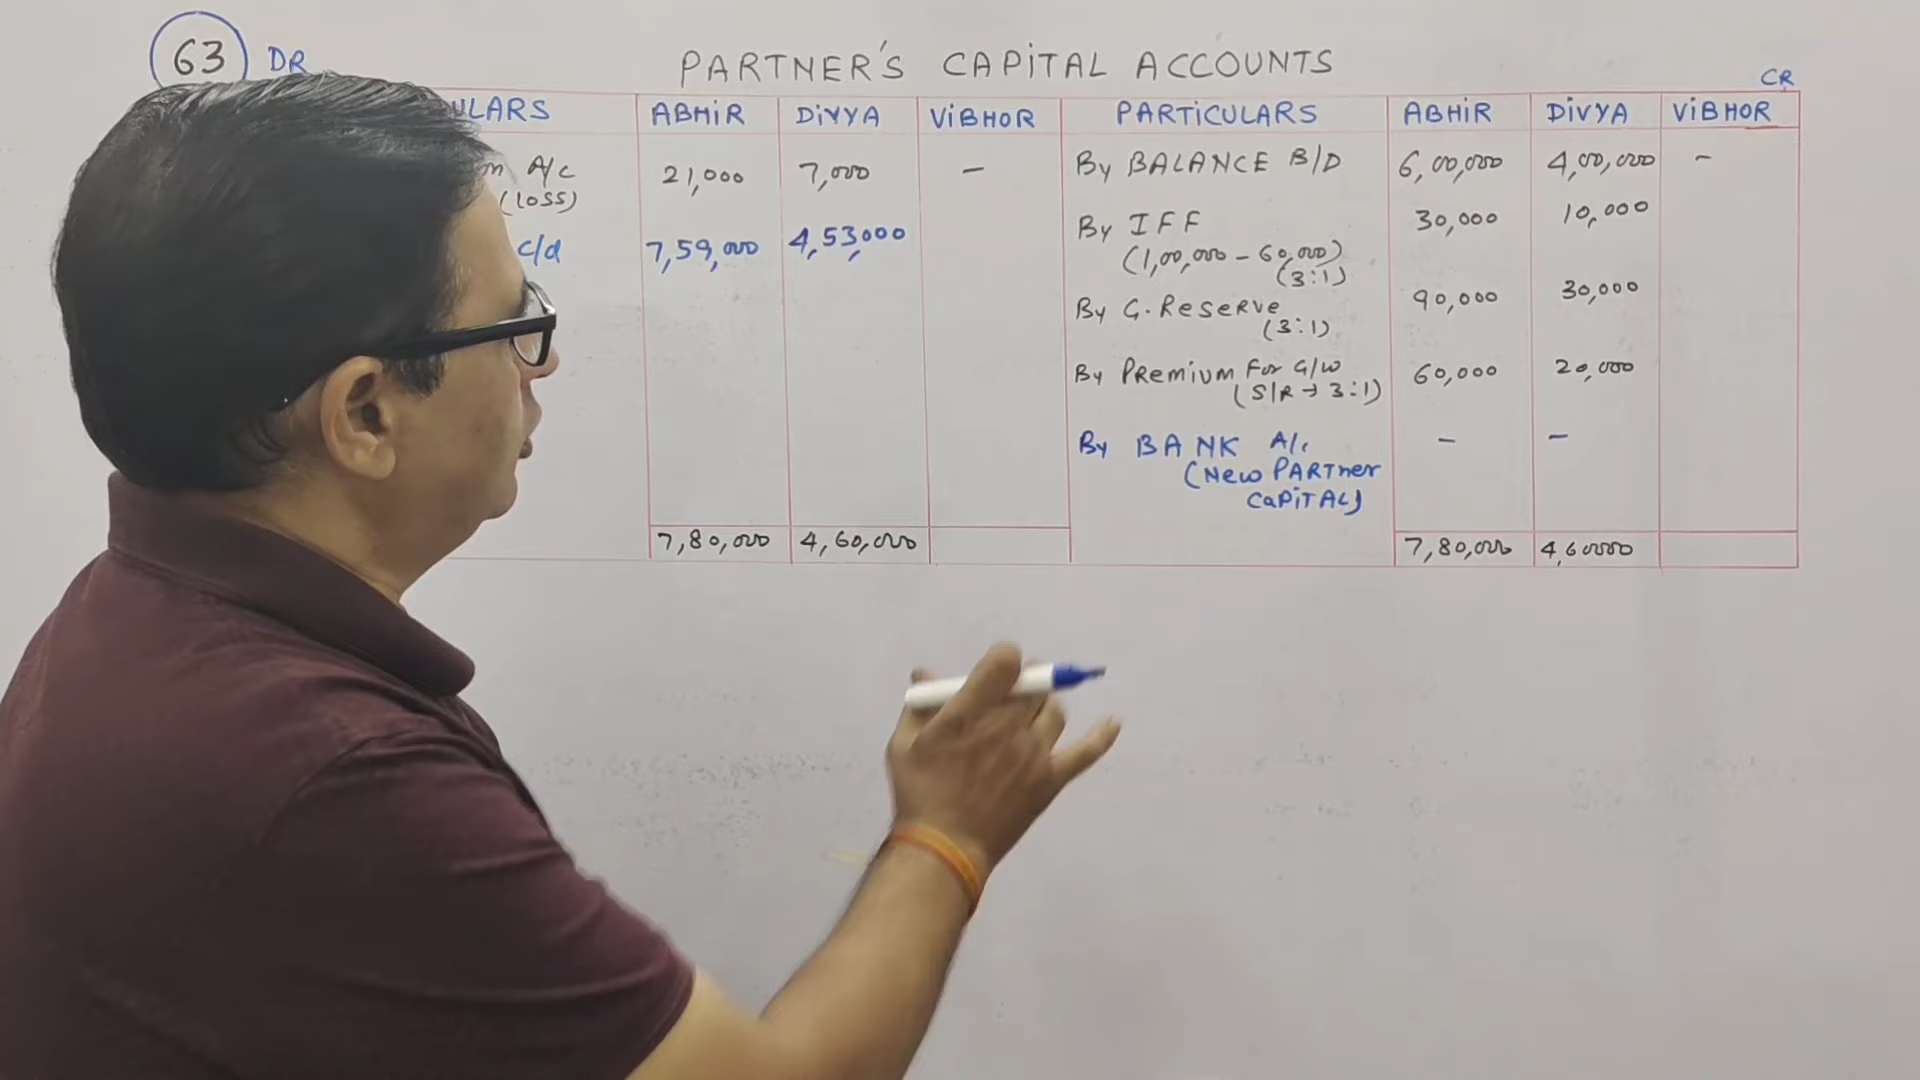 63 DR PARTNER'S CAPITAL ACCOUNTS CR
ULARS ABHIR DIVYA VIBHOR PARTICULARS ABHIR DIVYA VIBHOR
n A/c 21,000 7,000 - By BALANCE B/D 6,00,000 4,00,000 -
(LOSS)
c/d 7,59,000 4,53,000 By IFF 30,000 10,000
(1,00,000 - 60,000)
(3:1)
By G. Reserve 90,000 30,000
(3:1)
By PREMIUM For G/W 60,000 20,000
(S/R → 3:1)
By BANK A/c - -
(New PARTner
CaPiTAL)
7,80,000 4,60,000 7,80,000 4,60000